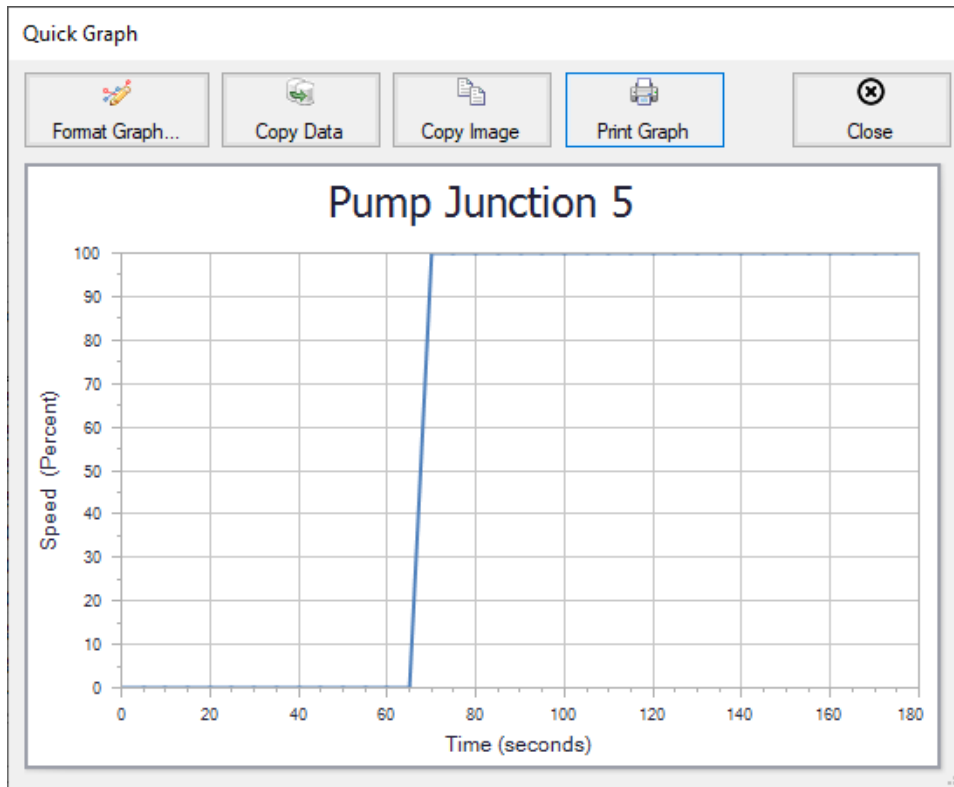 Quick Graph
Format Graph... Copy Data Copy Image Print Graph Close
Pump Junction 5
Speed (Percent)
100
90
80
70
60
50
40
30
20
10
0
0 20 40 60 80 100 120 140 160 180
Time (seconds)